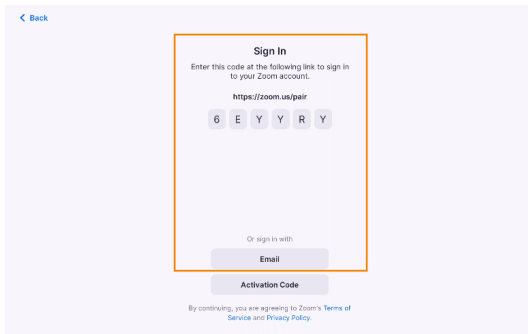 Back
Sign In
Enter this code at the following link to sign in
to your Zoom account.
https://zoom.us/pair
6 E Y Y R Y
Or sign in with
Email
Activation Code
By continuing, you are agreeing to Zoom's Terms of
Service and Privacy Policy.